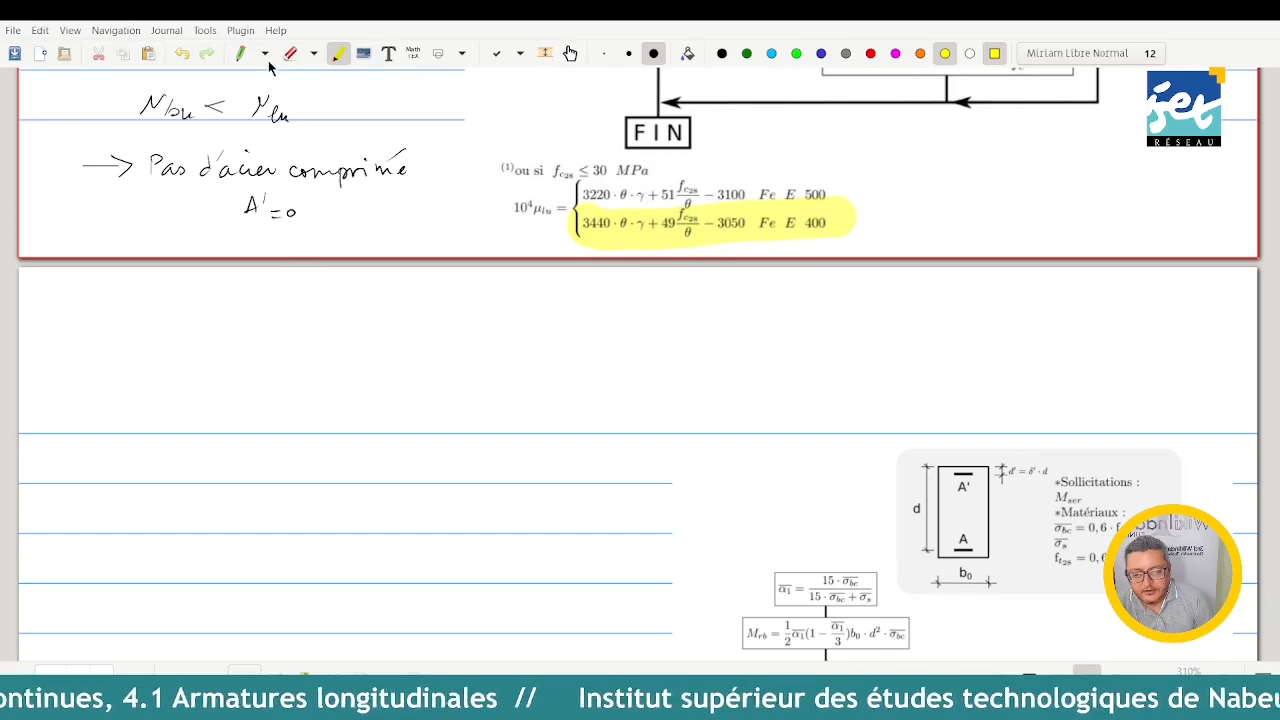 File Edit View Navigation Journal Tools Plugin Help
Miriam Libre Normal 12
μbu < μlu
→ Pas d'acier comprimé
A' = 0
FIN
iset
RÉSEAU
(1) ou si fc28 ≤ 30 MPa
10⁴μlu = { 3220 · θ · γ + 51 fc28/θ − 3100 Fe E 500
3440 · θ · γ + 49 fc28/θ − 3050 Fe E 400
d' = δ' · d
A'
d
A
b0
∗Sollicitations :
Mser
∗Matériaux :
σbc = 0,6 · f
σs
ft28 = 0,6
α1 = 15 · σbc / 15 · σbc + σs
Mrb = 1/2 α1(1 − α1/3)b0 · d² · σbc
310%
ontinues, 4.1 Armatures longitudinales // Institut supérieur des études technologiques de Nabeu